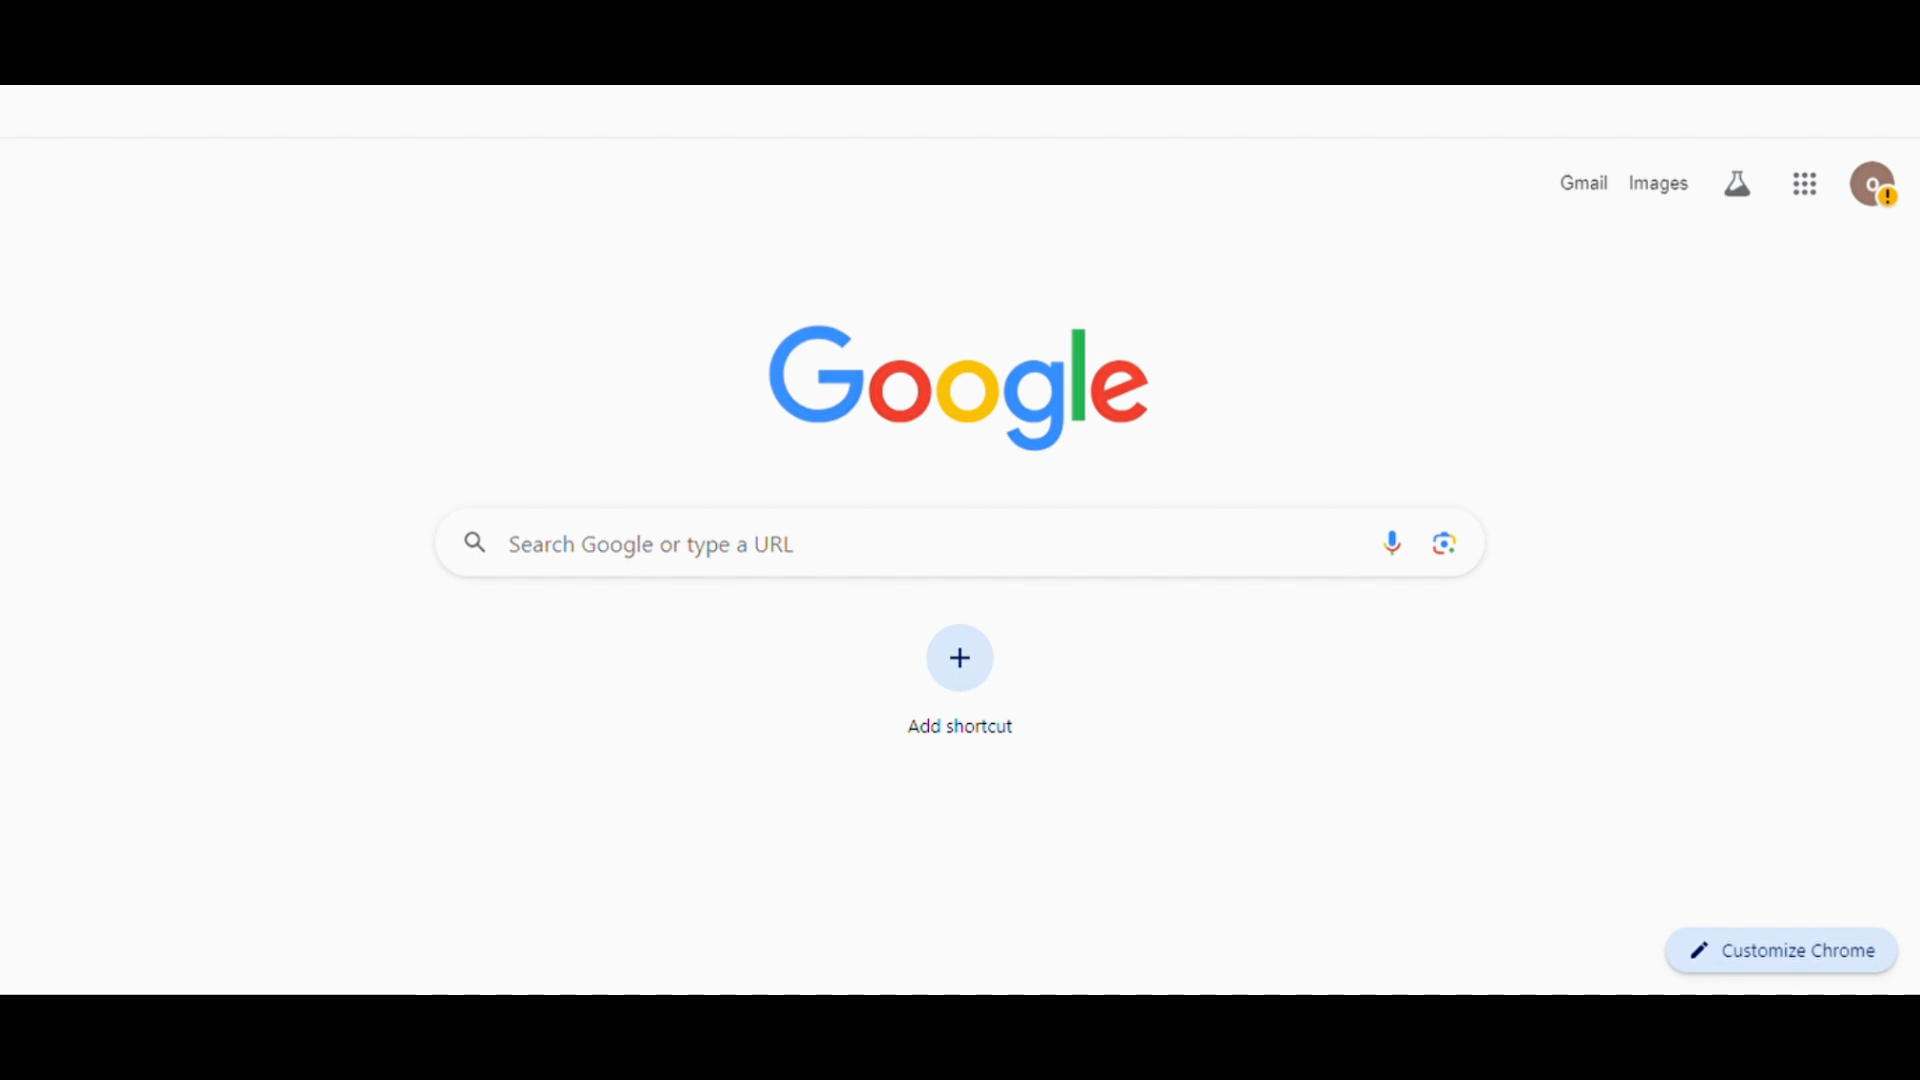 Gmail Images
o
Google
Search Google or type a URL
Add shortcut
Customize Chrome